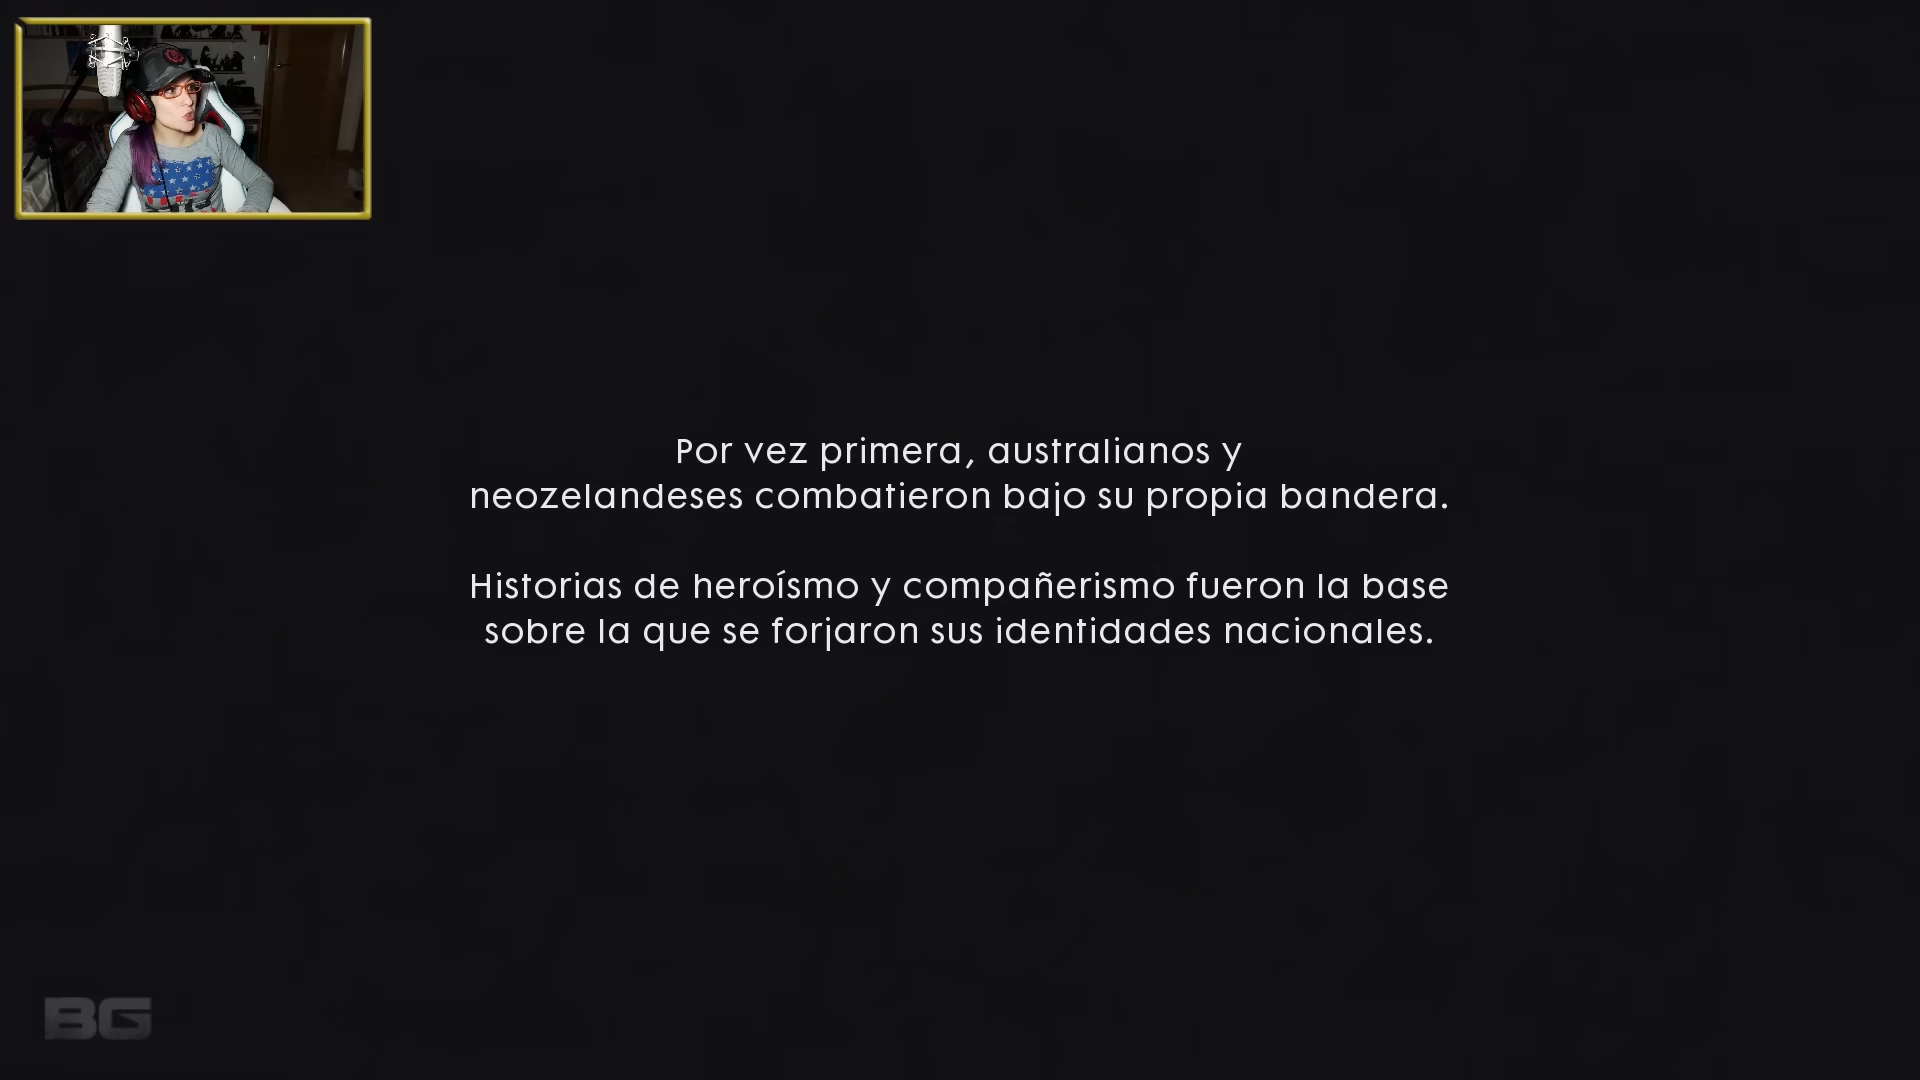 Por vez primera, australianos y
neozelandeses combatieron bajo su propia bandera.
Historias de heroísmo y compañerismo fueron la base
sobre la que se forjaron sus identidades nacionales.
BG